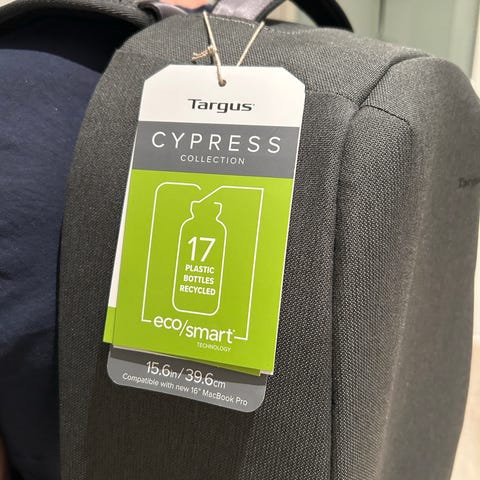 Targus
CYPRESS
COLLECTION
17
PLASTIC
BOTTLES
RECYCLED
eco/smart
TECHNOLOGY
15.6in/39.6cm
Compatible with new 16" MacBook Pro
Targus